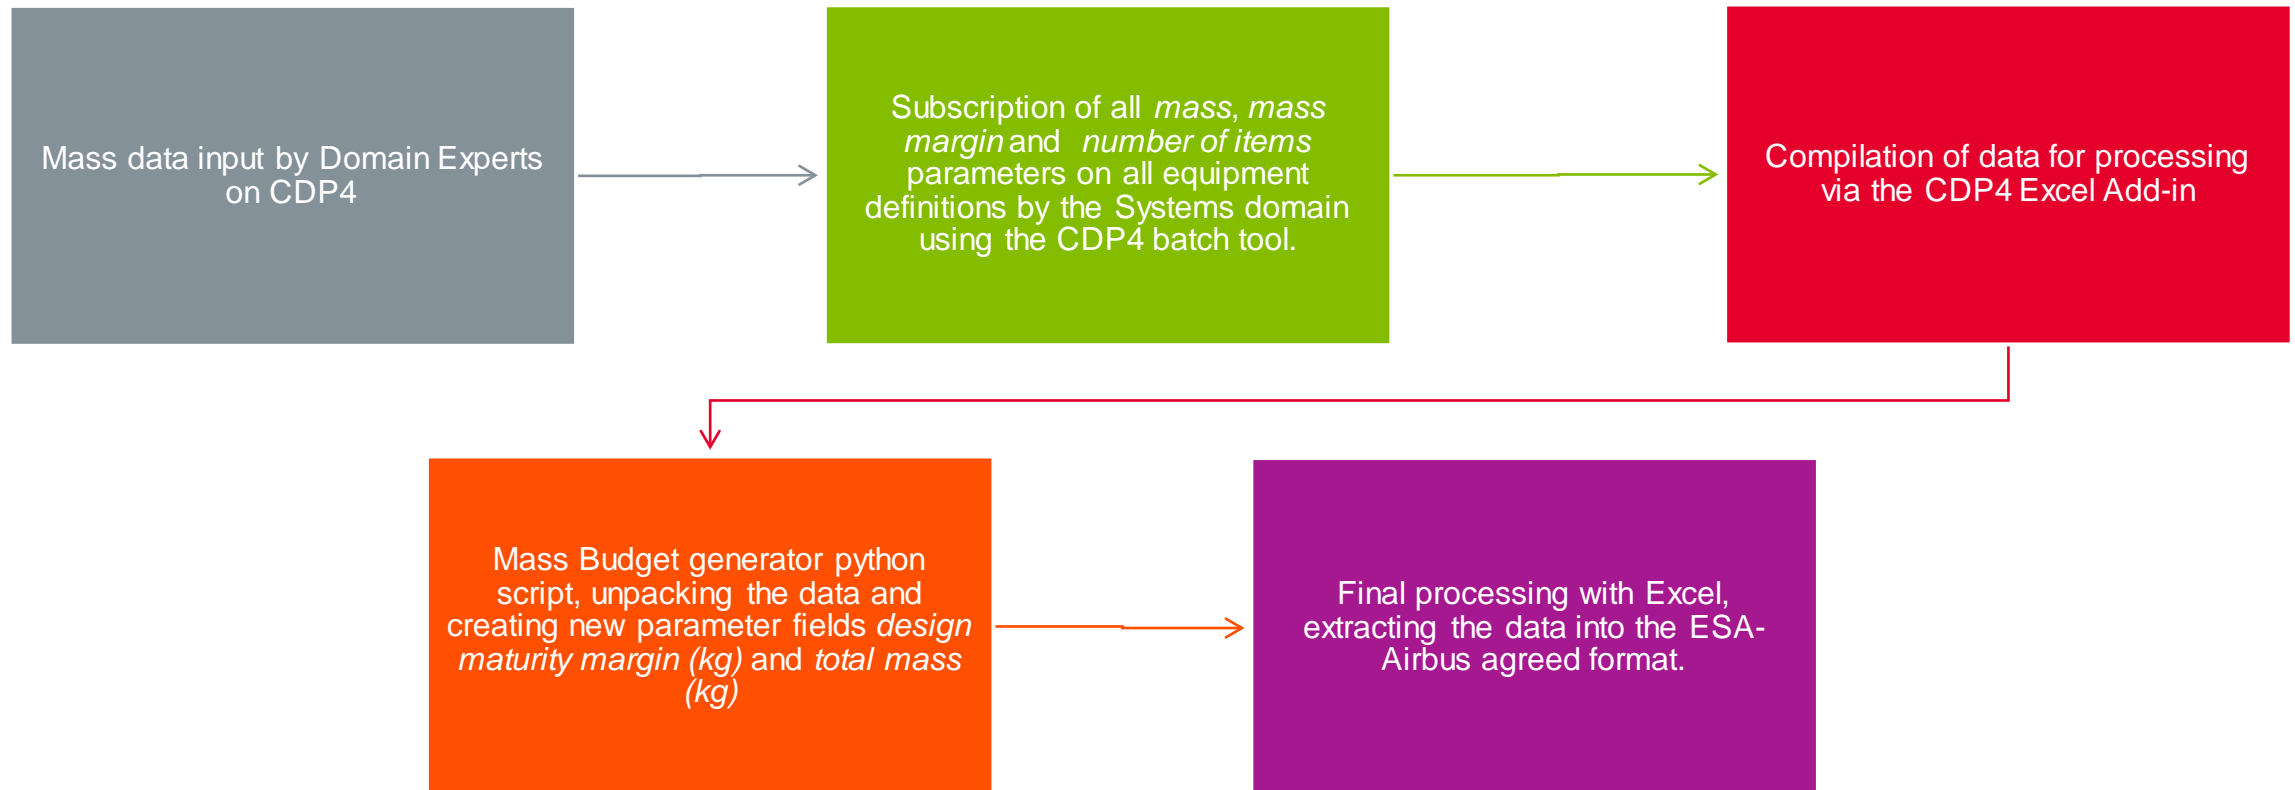 Mass data input by Domain Experts
on CDP4
Subscription of all mass, mass
margin and number of items
parameters on all equipment
definitions by the Systems domain
using the CDP4 batch tool.
Compilation of data for processing
via the CDP4 Excel Add-in
Mass Budget generator python
script, unpacking the data and
creating new parameter fields design
maturity margin (kg) and total mass
(kg)
Final processing with Excel,
extracting the data into the ESA-
Airbus agreed format.